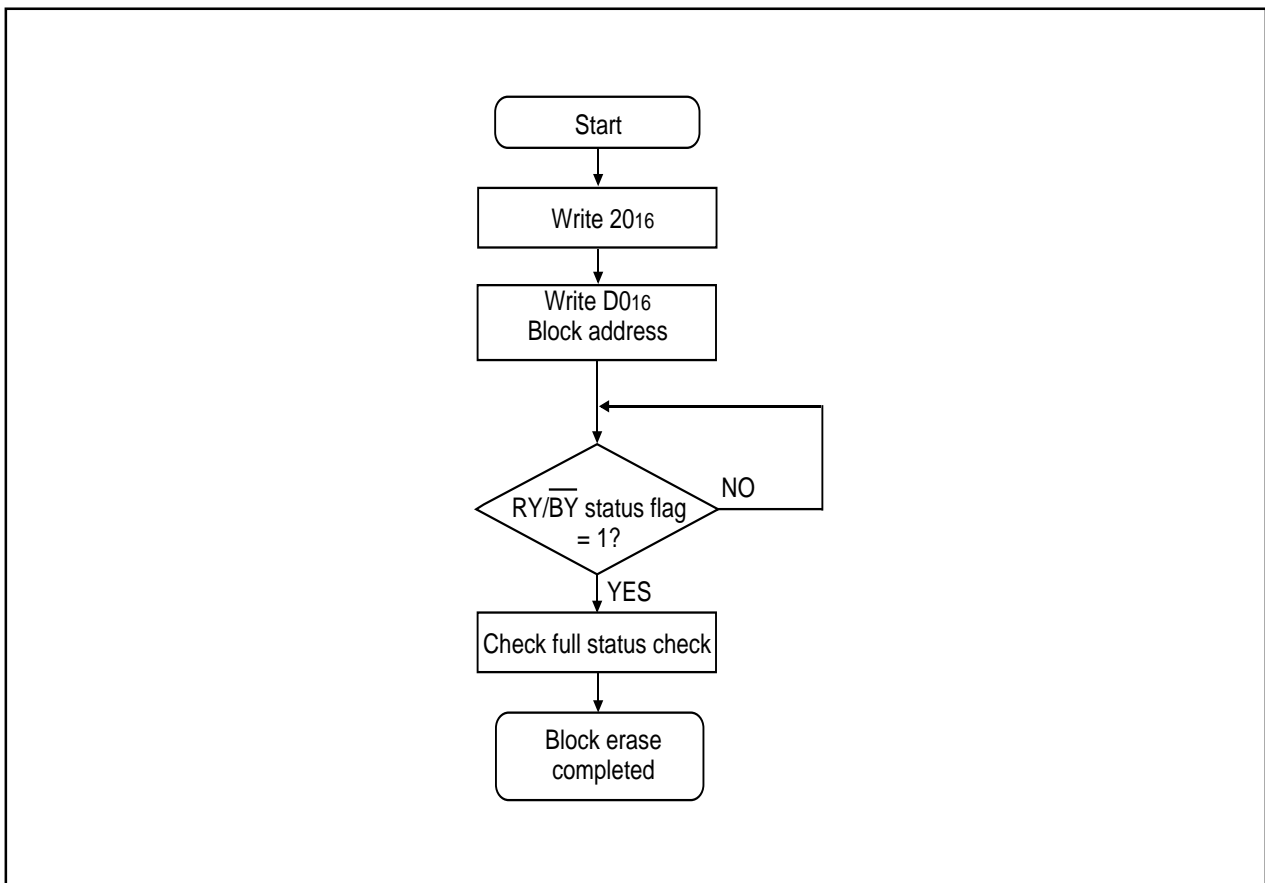 Start
Write 2016
Write D016
Block address
NO
RY/B̅Y̅ status flag
= 1?
YES
Check full status check
Block erase
completed